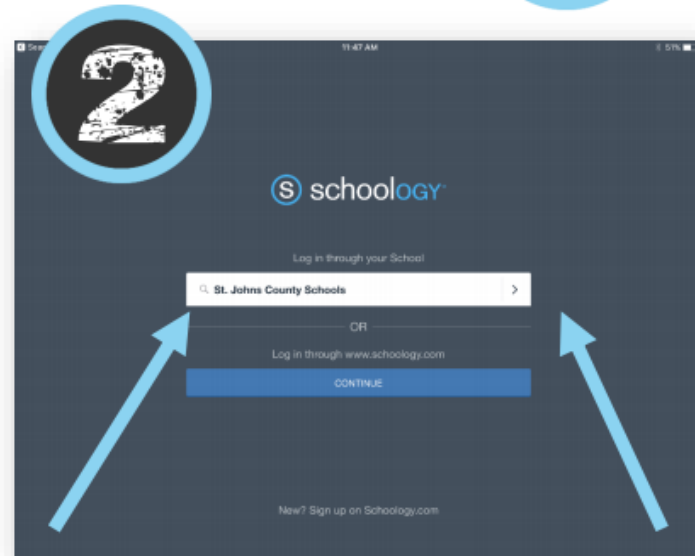 2
11:47 AM
51%
schoology
Log in through your School
St. Johns County Schools
OR
Log in through www.schoology.com
CONTINUE
New? Sign up on Schoology.com